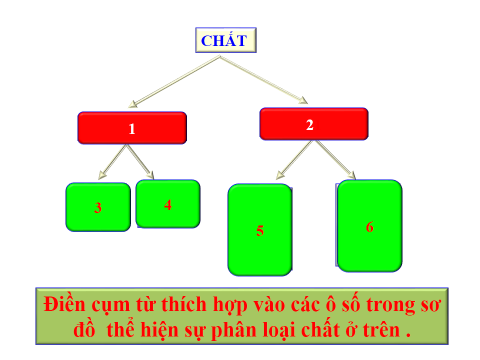 CHẤT
1
2
3
4
5
6
Điền cụm từ thích hợp vào các ô số trong sơ
đồ thể hiện sự phân loại chất ở trên .